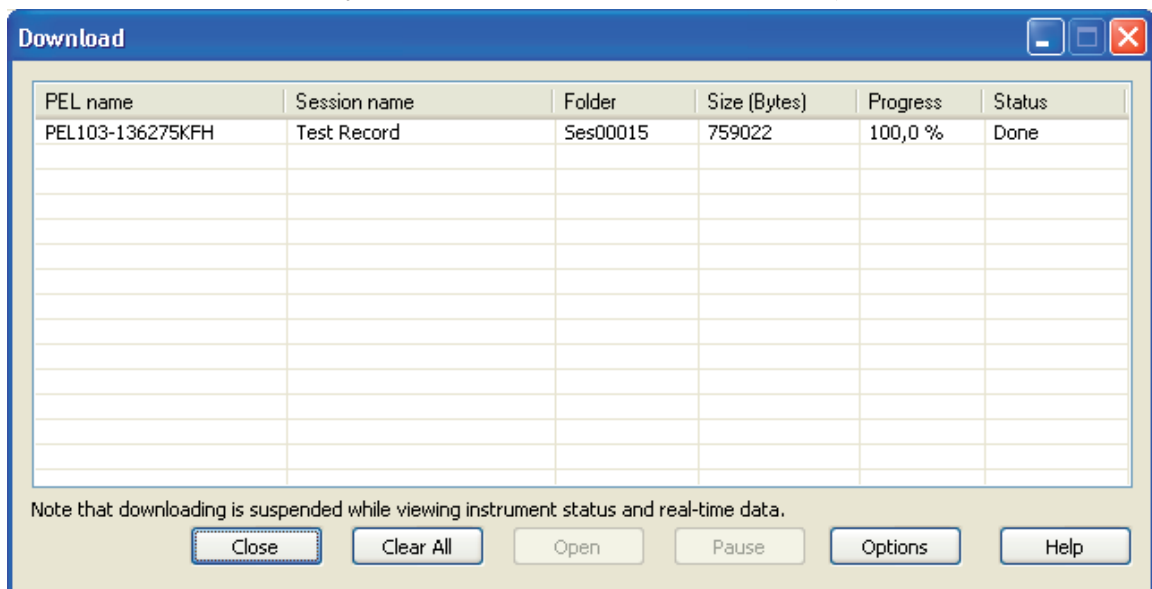 Download
PEL name Session name Folder Size (Bytes) Progress Status
PEL103-136275KFH Test Record Ses00015 759022 100,0 % Done
Note that downloading is suspended while viewing instrument status and real-time data.
Close Clear All Open Pause Options Help